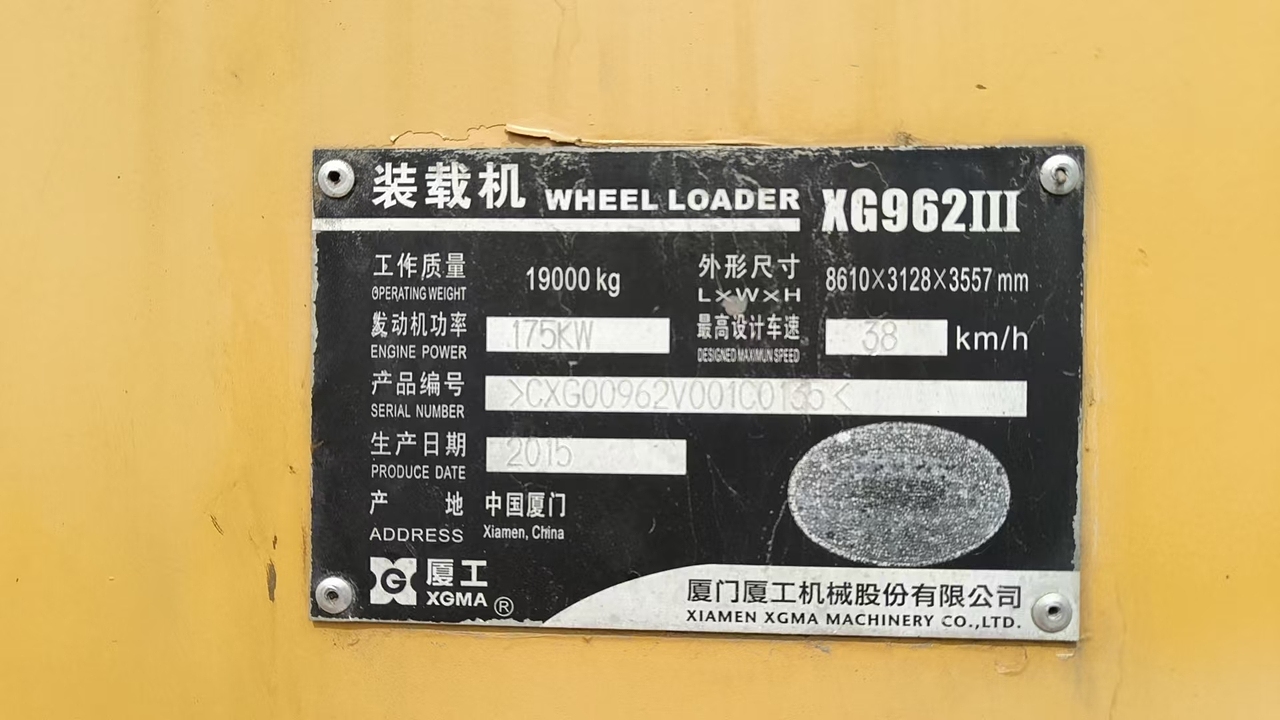 装载机 WHEEL LOADER XG962III
工作质量 19000 kg 外形尺寸 8610×3128×3557 mm
OPERATING WEIGHT L×W×H
发动机功率 175KW 最高设计车速 38 km/h
ENGINE POWER DESIGNED MAXIMUN SPEED
产品编号 >CXG00962V001C0135<
SERIAL NUMBER
生产日期 2015
PRODUCE DATE
产 地 中国厦门
ADDRESS Xiamen, China
厦工
XGMA ®
厦门厦工机械股份有限公司
XIAMEN XGMA MACHINERY CO.,LTD.